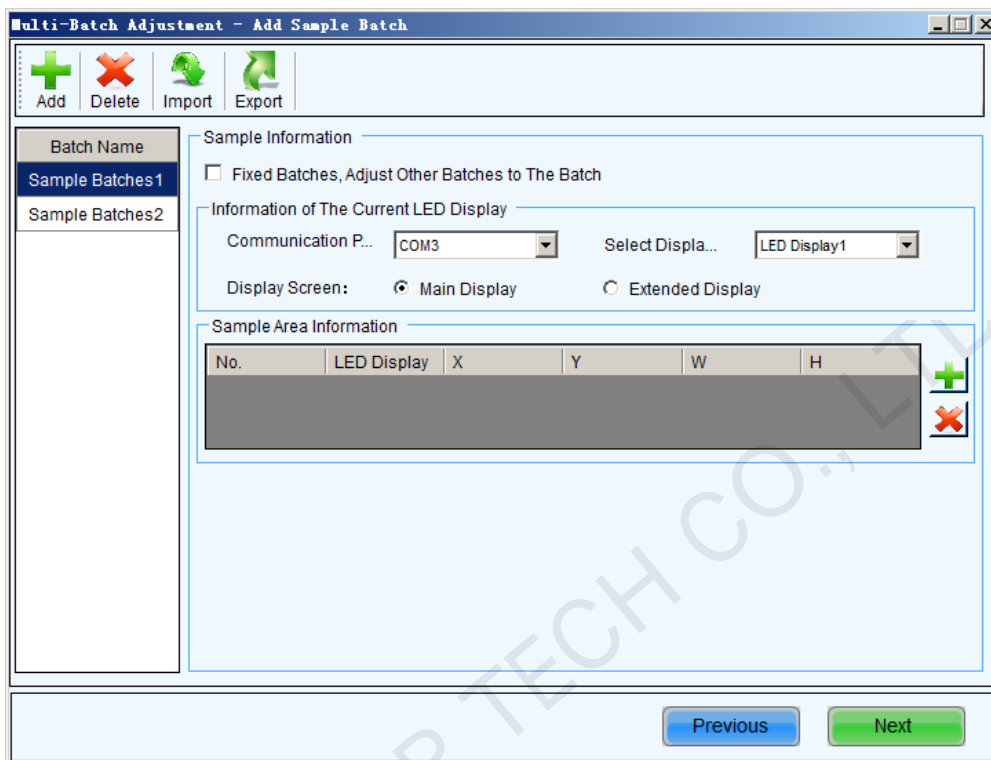 Multi-Batch Adjustment - Add Sample Batch
Add Delete Import Export
Batch Name
Sample Batches1
Sample Batches2
Sample Information
Fixed Batches, Adjust Other Batches to The Batch
Information of The Current LED Display
Communication P... COM3 Select Displa... LED Display1
Display Screen: Main Display Extended Display
Sample Area Information
No. LED Display X Y W H
TECH CO., LTD
Previous Next